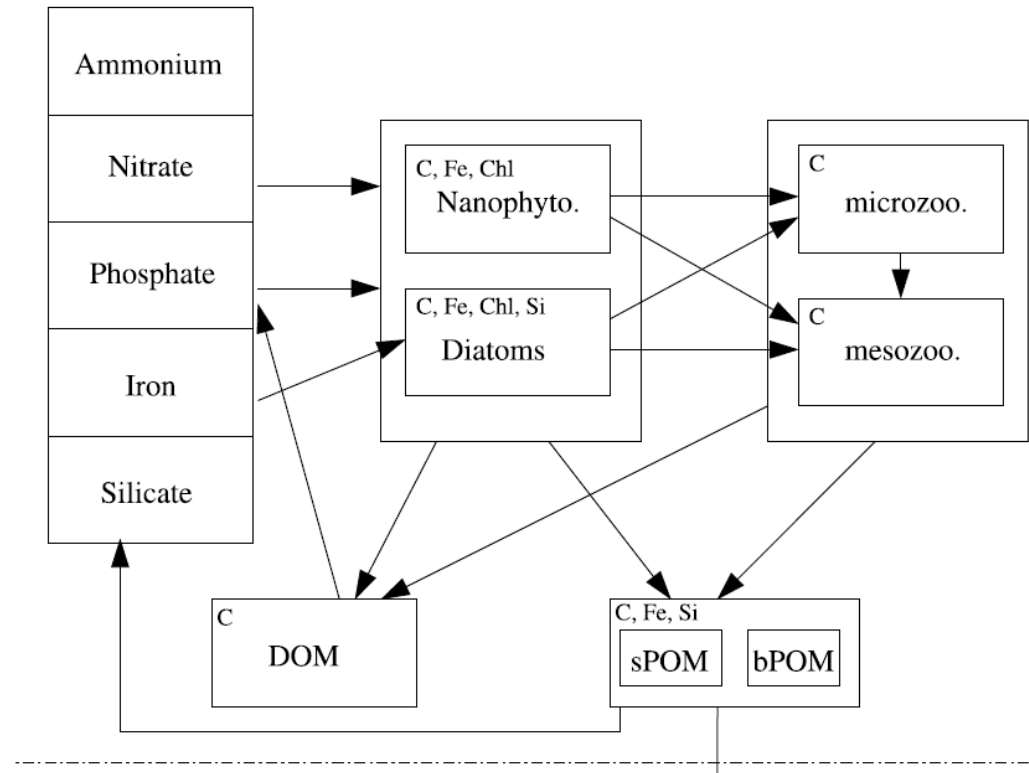 Ammonium
Nitrate
Phosphate
Iron
Silicate
C, Fe, Chl
Nanophyto.
C, Fe, Chl, Si
Diatoms
C
microzoo.
C
mesozoo.
C
DOM
C, Fe, Si
sPOM
bPOM